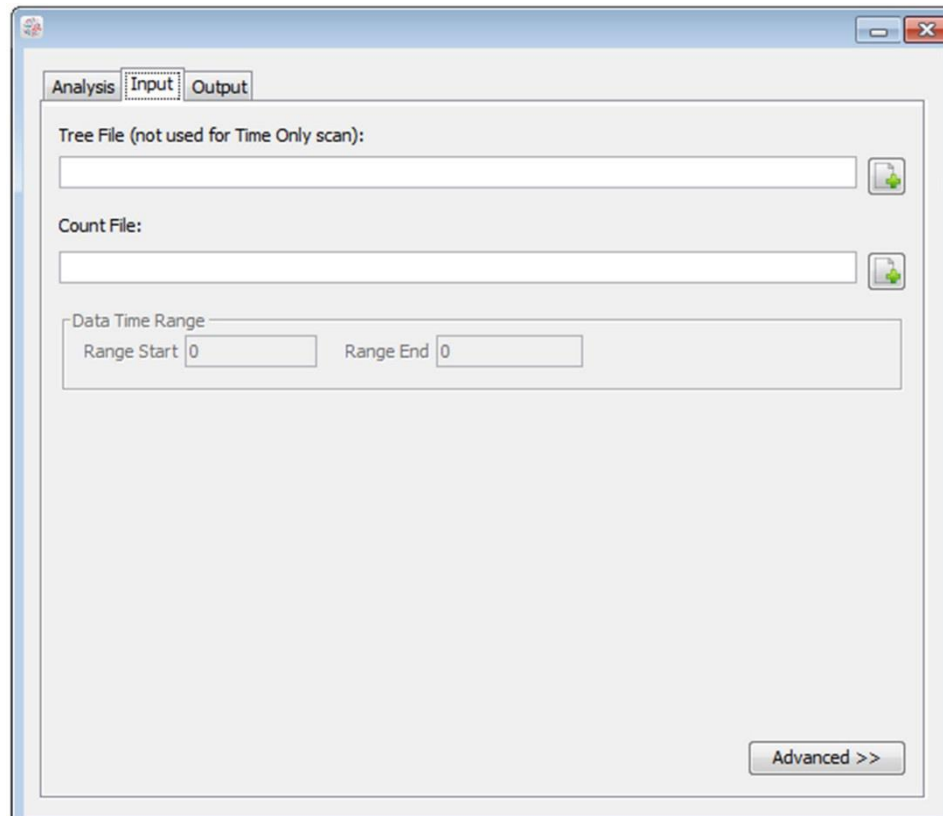 Analysis Input Output
Tree File (not used for Time Only scan):
Count File:
Data Time Range
Range Start 0 Range End 0
Advanced >>